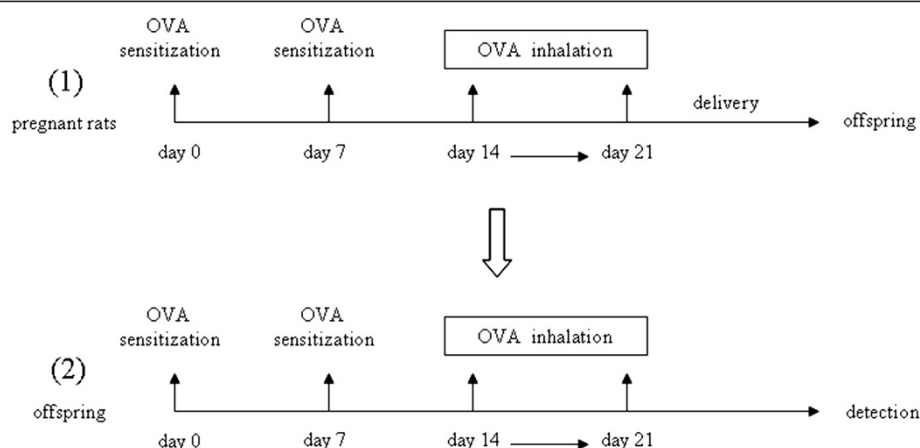 OVA
sensitization
OVA
sensitization
OVA inhalation
(1)
pregnant rats
delivery
offspring
day 0
day 7
day 14
day 21
OVA
sensitization
OVA
sensitization
OVA inhalation
(2)
offspring
detection
day 0
day 7
day 14
day 21